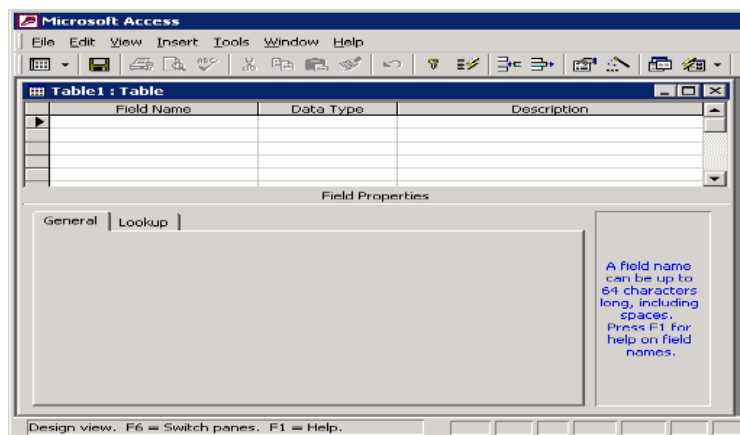 Microsoft Access
File Edit View Insert Tools Window Help
Table1 : Table
Field Name Data Type Description
Field Properties
General Lookup
A field name
can be up to
64 characters
long, including
spaces.
Press F1 for
help on field
names.
Design view. F6 = Switch panes. F1 = Help.